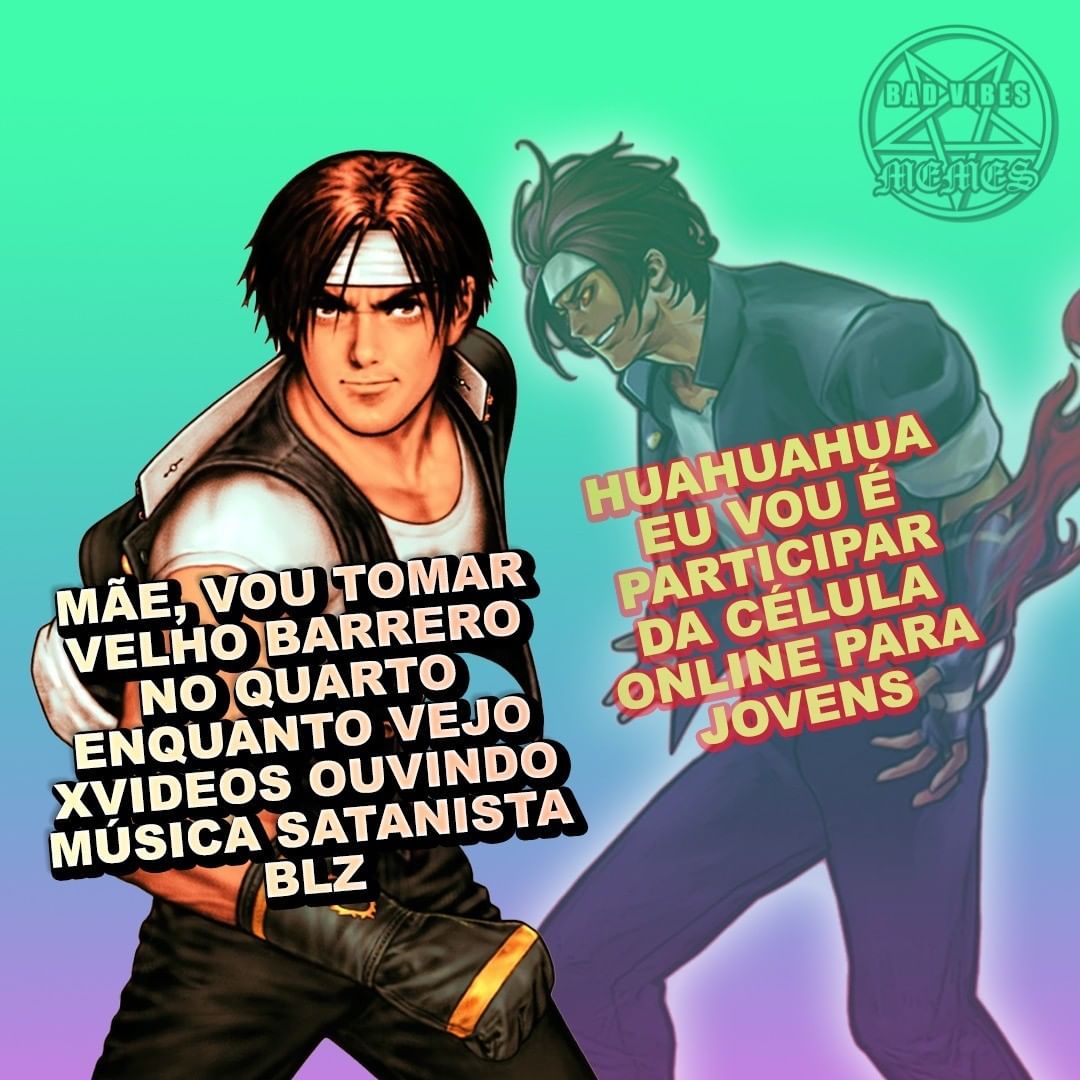 BAD VIBES
MEMES
MÃE, VOU TOMAR
VELHO BARRERO
NO QUARTO
ENQUANTO VEJO
XVIDEOS OUVINDO
MÚSICA SATANISTA
BLZ
HUAHUAHUA
EU VOU É
PARTICIPAR
DA CÉLULA
ONLINE PARA
JOVENS